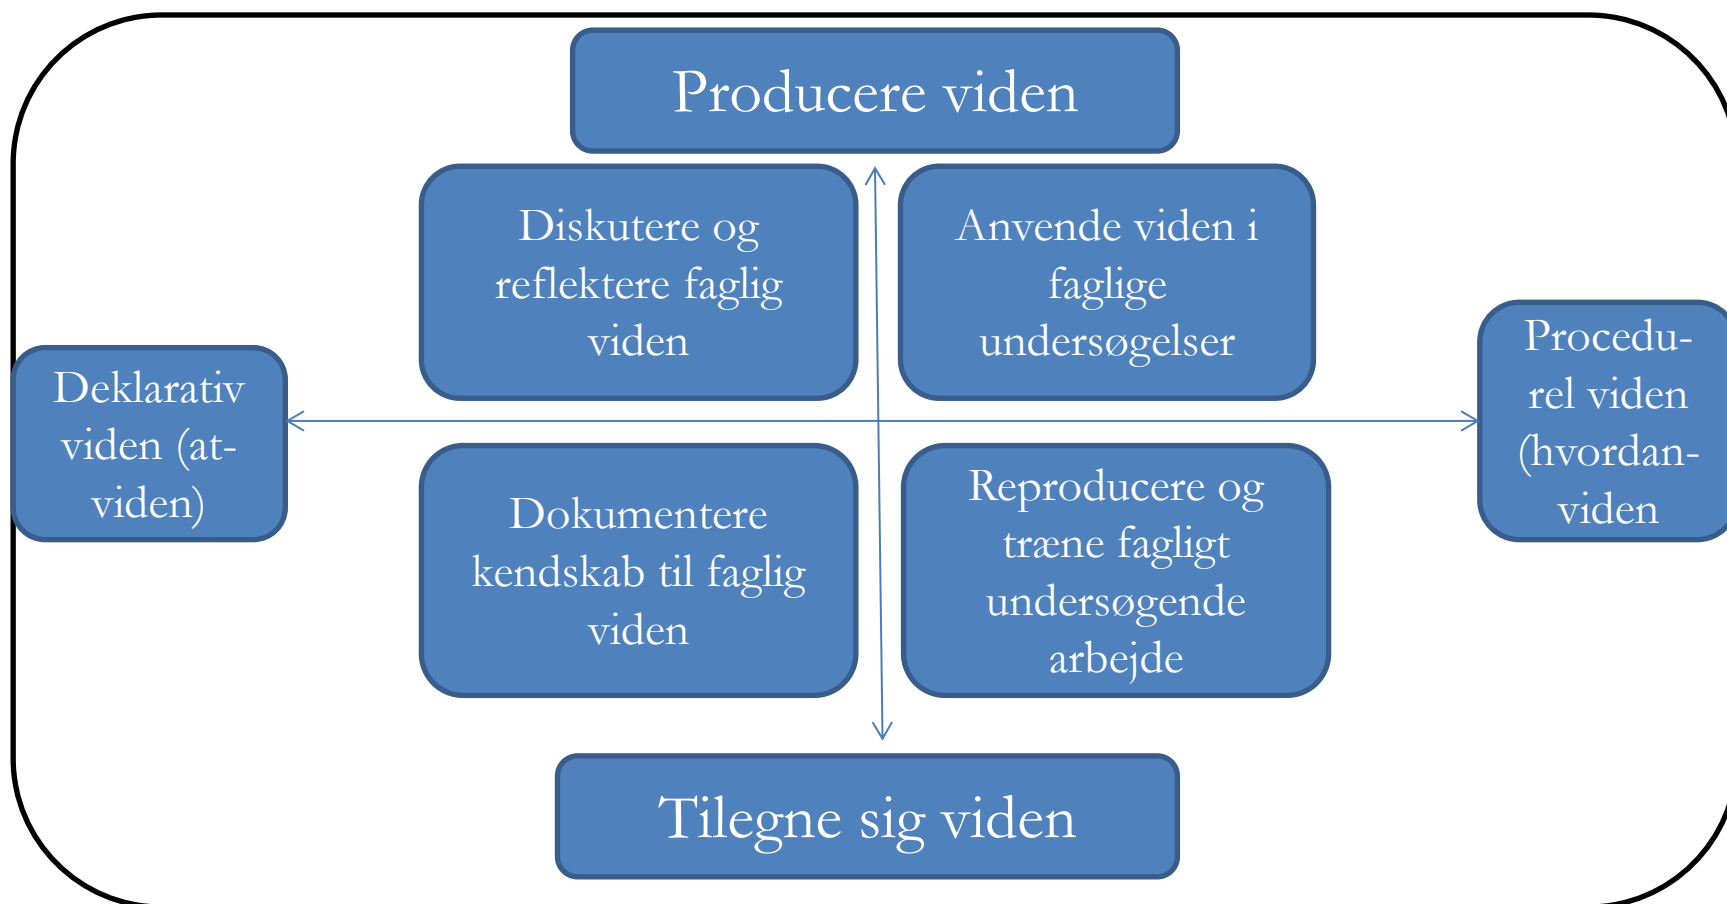 Producere viden
Diskutere og
reflektere faglig
viden
Anvende viden i
faglige
undersøgelser
Deklarativ
viden (at-
viden)
Procedu-
rel viden
(hvordan-
viden
Dokumentere
kendskab til faglig
viden
Reproducere og
træne fagligt
undersøgende
arbejde
Tilegne sig viden